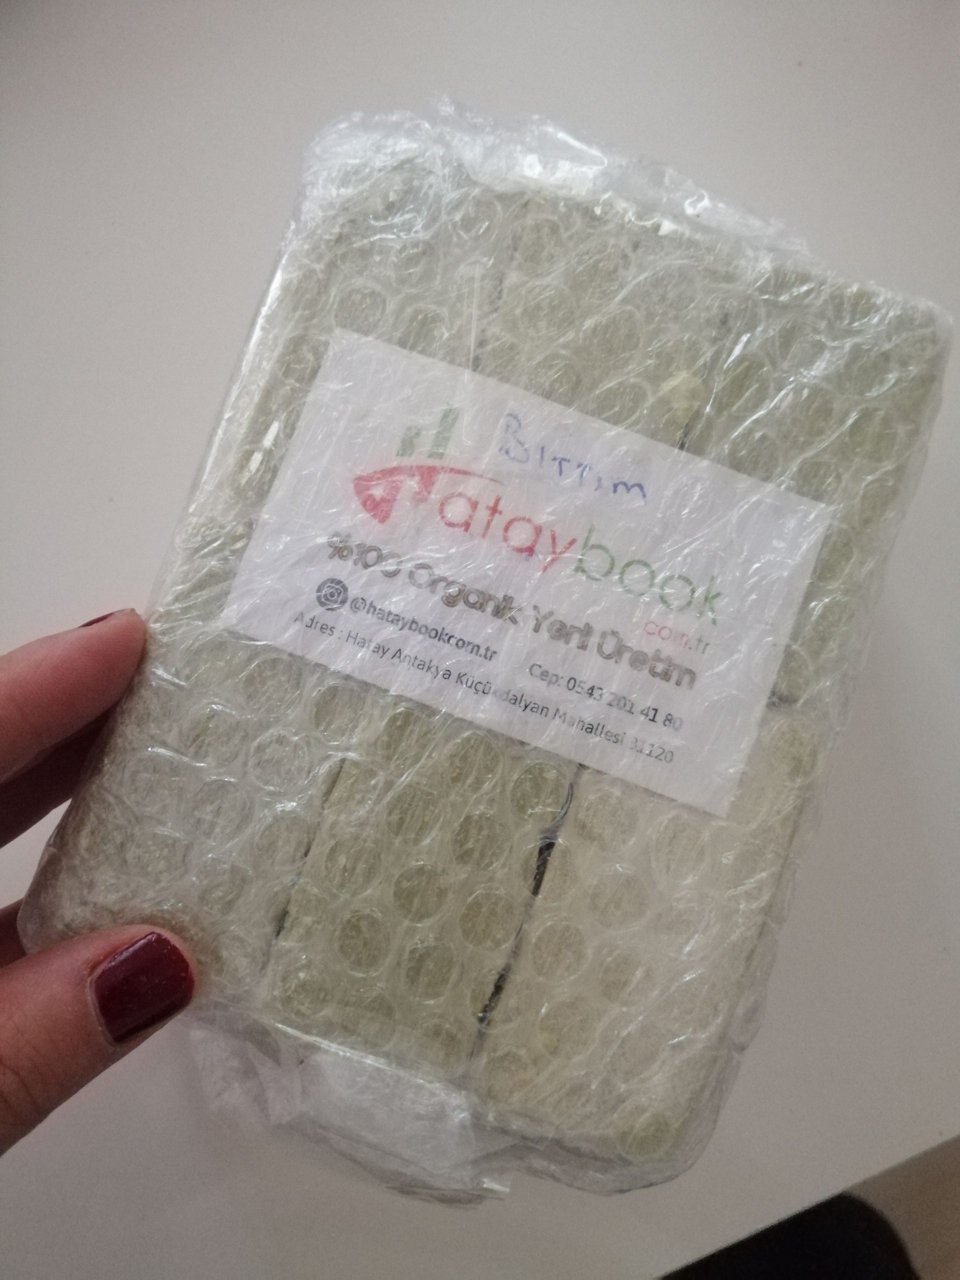 BITTIM
Hataybook
com.tr
%100 Organik Yerli Üretim
@hataybookcom.tr Cep: 0543 201 41 80
Adres : Hatay Antakya Küçükdalyan Mahallesi 31120